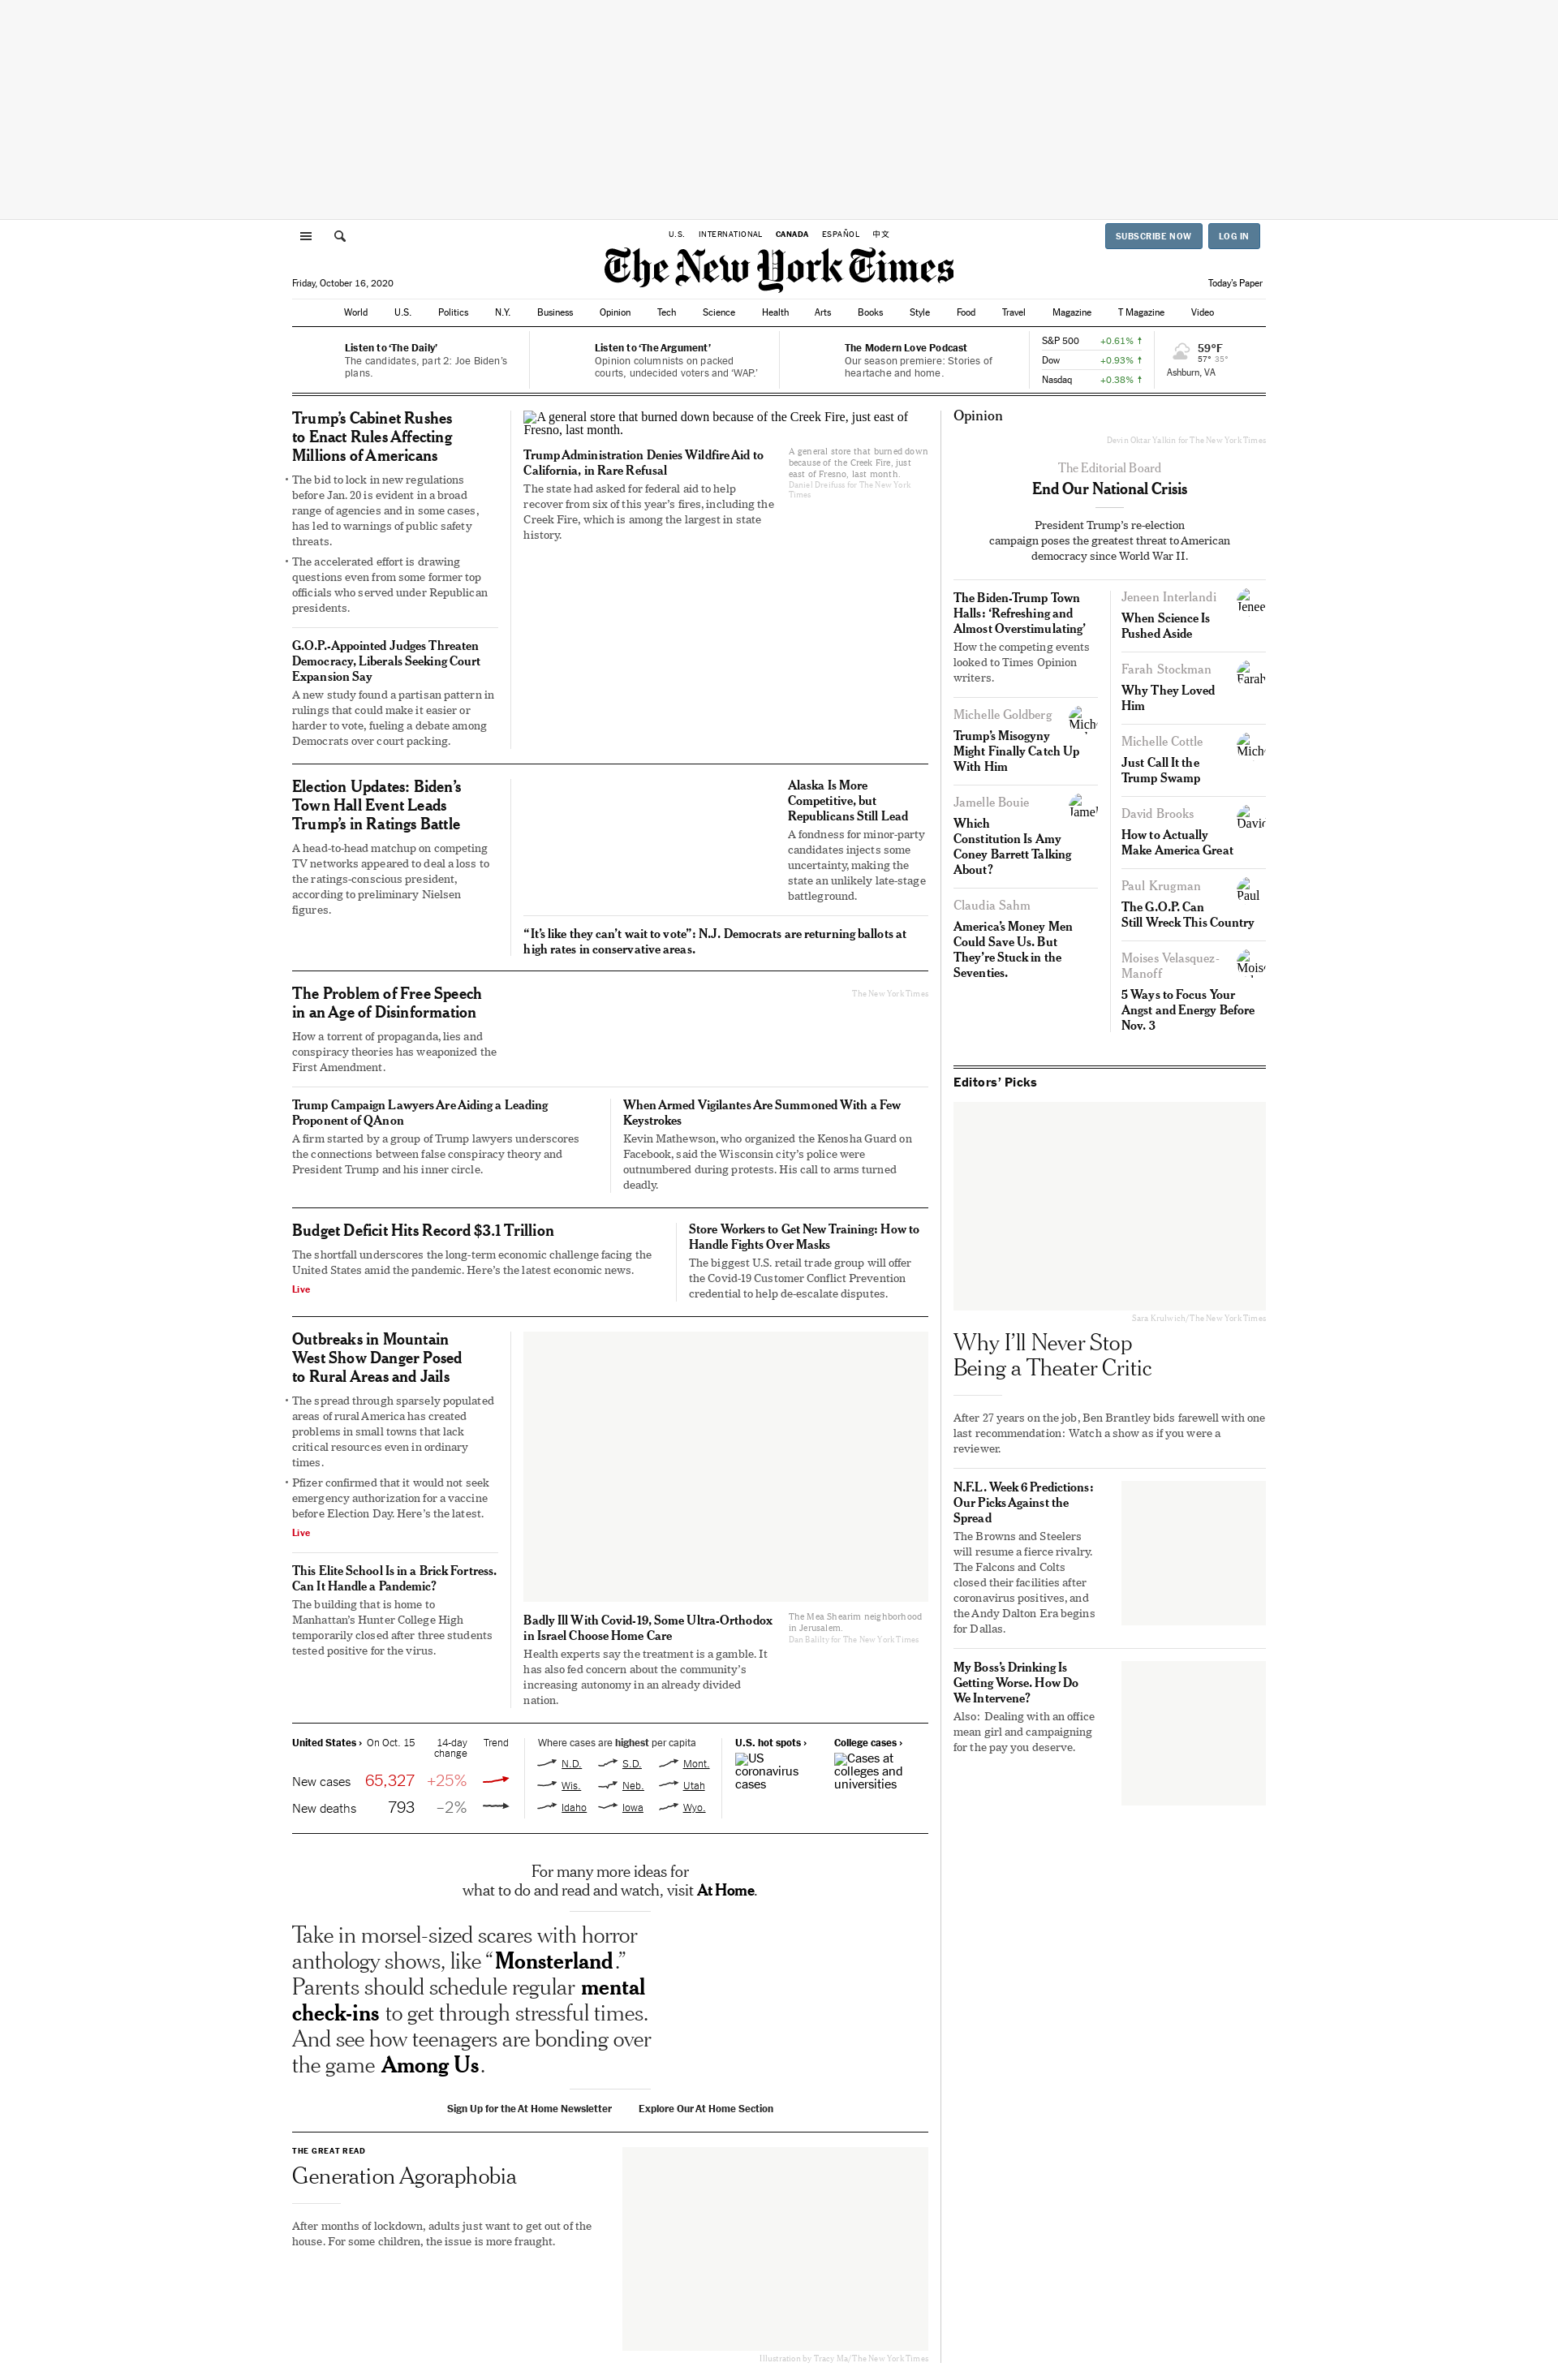 U.S.
INTERNATIONAL
CANADA
ESPAÑOL
中文
SUBSCRIBE NOW
LOG IN
The New York Times
Friday, October 16, 2020
Today's Paper
World
U.S.
Politics
N.Y.
Business
Opinion
Tech
Science
Health
Arts
Books
Style
Food
Travel
Magazine
T Magazine
Video
Listen to ‘The Daily’
The candidates, part 2: Joe Biden’s
plans.
Listen to ‘The Argument’
Opinion columnists on packed
courts, undecided voters and ‘WAP.’
The Modern Love Podcast
Our season premiere: Stories of
heartache and home.
S&P 500 +0.61% ↑
Dow +0.93% ↑
Nasdaq +0.38% ↑
59°F
57° 35°
Ashburn, VA
Trump’s Cabinet Rushes
to Enact Rules Affecting
Millions of Americans
• The bid to lock in new regulations
before Jan. 20 is evident in a broad
range of agencies and in some cases,
has led to warnings of public safety
threats.
• The accelerated effort is drawing
questions even from some former top
officials who served under Republican
presidents.
G.O.P.-Appointed Judges Threaten
Democracy, Liberals Seeking Court
Expansion Say
A new study found a partisan pattern in
rulings that could make it easier or
harder to vote, fueling a debate among
Democrats over court packing.
A general store that burned down because of the Creek Fire, just east of
Fresno, last month.
Trump Administration Denies Wildfire Aid to
California, in Rare Refusal
The state had asked for federal aid to help
recover from six of this year’s fires, including the
Creek Fire, which is among the largest in state
history.
A general store that burned down
because of the Creek Fire, just
east of Fresno, last month.
Daniel Dreifuss for The New York
Times
Election Updates: Biden’s
Town Hall Event Leads
Trump’s in Ratings Battle
A head-to-head matchup on competing
TV networks appeared to deal a loss to
the ratings-conscious president,
according to preliminary Nielsen
figures.
Alaska Is More
Competitive, but
Republicans Still Lead
A fondness for minor-party
candidates injects some
uncertainty, making the
state an unlikely late-stage
battleground.
“It’s like they can’t wait to vote”: N.J. Democrats are returning ballots at
high rates in conservative areas.
The Problem of Free Speech
in an Age of Disinformation
How a torrent of propaganda, lies and
conspiracy theories has weaponized the
First Amendment.
The New York Times
Trump Campaign Lawyers Are Aiding a Leading
Proponent of QAnon
A firm started by a group of Trump lawyers underscores
the connections between false conspiracy theory and
President Trump and his inner circle.
When Armed Vigilantes Are Summoned With a Few
Keystrokes
Kevin Mathewson, who organized the Kenosha Guard on
Facebook, said the Wisconsin city’s police were
outnumbered during protests. His call to arms turned
deadly.
Budget Deficit Hits Record $3.1 Trillion
The shortfall underscores the long-term economic challenge facing the
United States amid the pandemic. Here’s the latest economic news.
Live
Store Workers to Get New Training: How to
Handle Fights Over Masks
The biggest U.S. retail trade group will offer
the Covid-19 Customer Conflict Prevention
credential to help de-escalate disputes.
Outbreaks in Mountain
West Show Danger Posed
to Rural Areas and Jails
• The spread through sparsely populated
areas of rural America has created
problems in small towns that lack
critical resources even in ordinary
times.
• Pfizer confirmed that it would not seek
emergency authorization for a vaccine
before Election Day. Here’s the latest.
Live
This Elite School Is in a Brick Fortress.
Can It Handle a Pandemic?
The building that is home to
Manhattan’s Hunter College High
temporarily closed after three students
tested positive for the virus.
Badly Ill With Covid-19, Some Ultra-Orthodox
in Israel Choose Home Care
Health experts say the treatment is a gamble. It
has also fed concern about the community’s
increasing autonomy in an already divided
nation.
The Mea Shearim neighborhood
in Jerusalem.
Dan Balilty for The New York Times
United States › On Oct. 15 14-day change Trend
New cases 65,327 +25%
New deaths 793 –2%
Where cases are highest per capita
N.D. S.D. Mont.
Wis. Neb. Utah
Idaho Iowa Wyo.
U.S. hot spots ›
US
coronavirus
cases
College cases ›
Cases at
colleges and
universities
For many more ideas for
what to do and read and watch, visit At Home.
Take in morsel-sized scares with horror
anthology shows, like “Monsterland.”
Parents should schedule regular mental
check-ins to get through stressful times.
And see how teenagers are bonding over
the game Among Us.
Sign Up for the At Home Newsletter
Explore Our At Home Section
THE GREAT READ
Generation Agoraphobia
After months of lockdown, adults just want to get out of the
house. For some children, the issue is more fraught.
Illustration by Tracy Ma/The New York Times
Opinion
Devin Oktar Yalkin for The New York Times
The Editorial Board
End Our National Crisis
President Trump’s re-election
campaign poses the greatest threat to American
democracy since World War II.
The Biden-Trump Town
Halls: ‘Refreshing and
Almost Overstimulating’
How the competing events
looked to Times Opinion
writers.
Michelle Goldberg
Mich
Trump’s Misogyny
Might Finally Catch Up
With Him
Jamelle Bouie
Jamel
Which
Constitution Is Amy
Coney Barrett Talking
About?
Claudia Sahm
America’s Money Men
Could Save Us. But
They’re Stuck in the
Seventies.
Jeneen Interlandi
Jenee
When Science Is
Pushed Aside
Farah Stockman
Farah
Why They Loved
Him
Michelle Cottle
Mich
Just Call It the
Trump Swamp
David Brooks
David
How to Actually
Make America Great
Paul Krugman
Paul
The G.O.P. Can
Still Wreck This Country
Moises Velasquez-
Manoff
Moise
5 Ways to Focus Your
Angst and Energy Before
Nov. 3
Editors’ Picks
Sara Krulwich/The New York Times
Why I’ll Never Stop
Being a Theater Critic
After 27 years on the job, Ben Brantley bids farewell with one
last recommendation: Watch a show as if you were a
reviewer.
N.F.L. Week 6 Predictions:
Our Picks Against the
Spread
The Browns and Steelers
will resume a fierce rivalry.
The Falcons and Colts
closed their facilities after
coronavirus positives, and
the Andy Dalton Era begins
for Dallas.
My Boss’s Drinking Is
Getting Worse. How Do
We Intervene?
Also: Dealing with an office
mean girl and campaigning
for the pay you deserve.